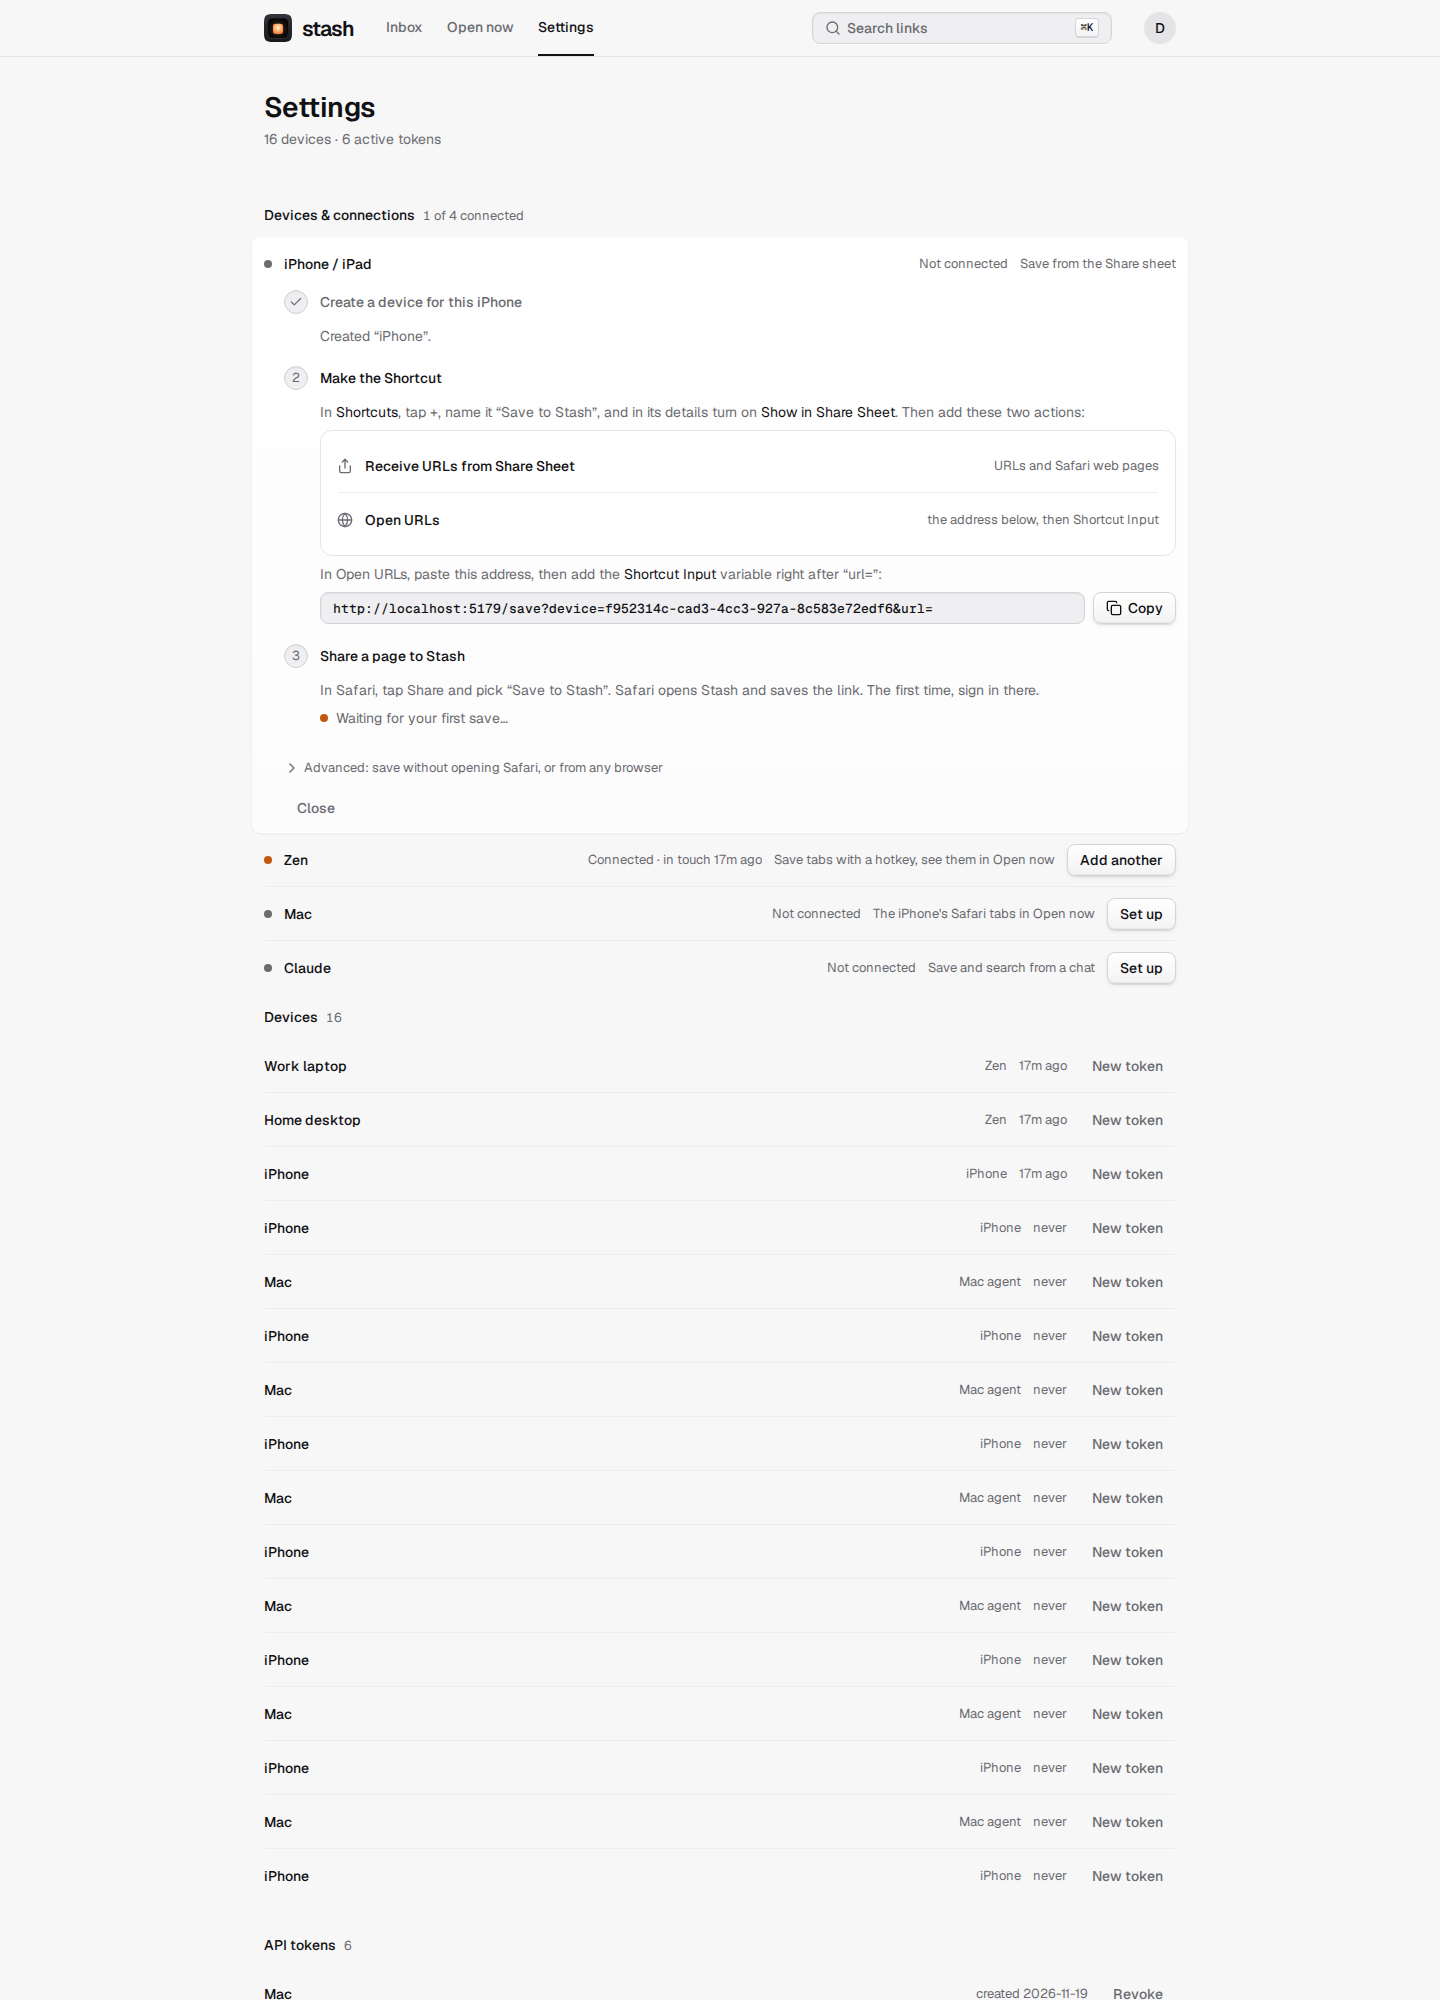 stash Inbox Open now Settings Search links ⌘K D
Settings
16 devices · 6 active tokens
Devices & connections 1 of 4 connected
iPhone / iPad Not connected Save from the Share sheet
Create a device for this iPhone
Created “iPhone”.
2 Make the Shortcut
In Shortcuts, tap +, name it “Save to Stash”, and in its details turn on Show in Share Sheet. Then add these two actions:
Receive URLs from Share Sheet URLs and Safari web pages
Open URLs the address below, then Shortcut Input
In Open URLs, paste this address, then add the Shortcut Input variable right after “url=”:
http://localhost:5179/save?device=f952314c-cad3-4cc3-927a-8c583e72edf6&url= Copy
3 Share a page to Stash
In Safari, tap Share and pick “Save to Stash”. Safari opens Stash and saves the link. The first time, sign in there.
Waiting for your first save…
Advanced: save without opening Safari, or from any browser
Close
Zen Connected · in touch 17m ago Save tabs with a hotkey, see them in Open now Add another
Mac Not connected The iPhone's Safari tabs in Open now Set up
Claude Not connected Save and search from a chat Set up
Devices 16
Work laptop Zen 17m ago New token
Home desktop Zen 17m ago New token
iPhone iPhone 17m ago New token
iPhone iPhone never New token
Mac Mac agent never New token
iPhone iPhone never New token
Mac Mac agent never New token
iPhone iPhone never New token
Mac Mac agent never New token
iPhone iPhone never New token
Mac Mac agent never New token
iPhone iPhone never New token
Mac Mac agent never New token
iPhone iPhone never New token
Mac Mac agent never New token
iPhone iPhone never New token
API tokens 6
Mac created 2026-11-19 Revoke